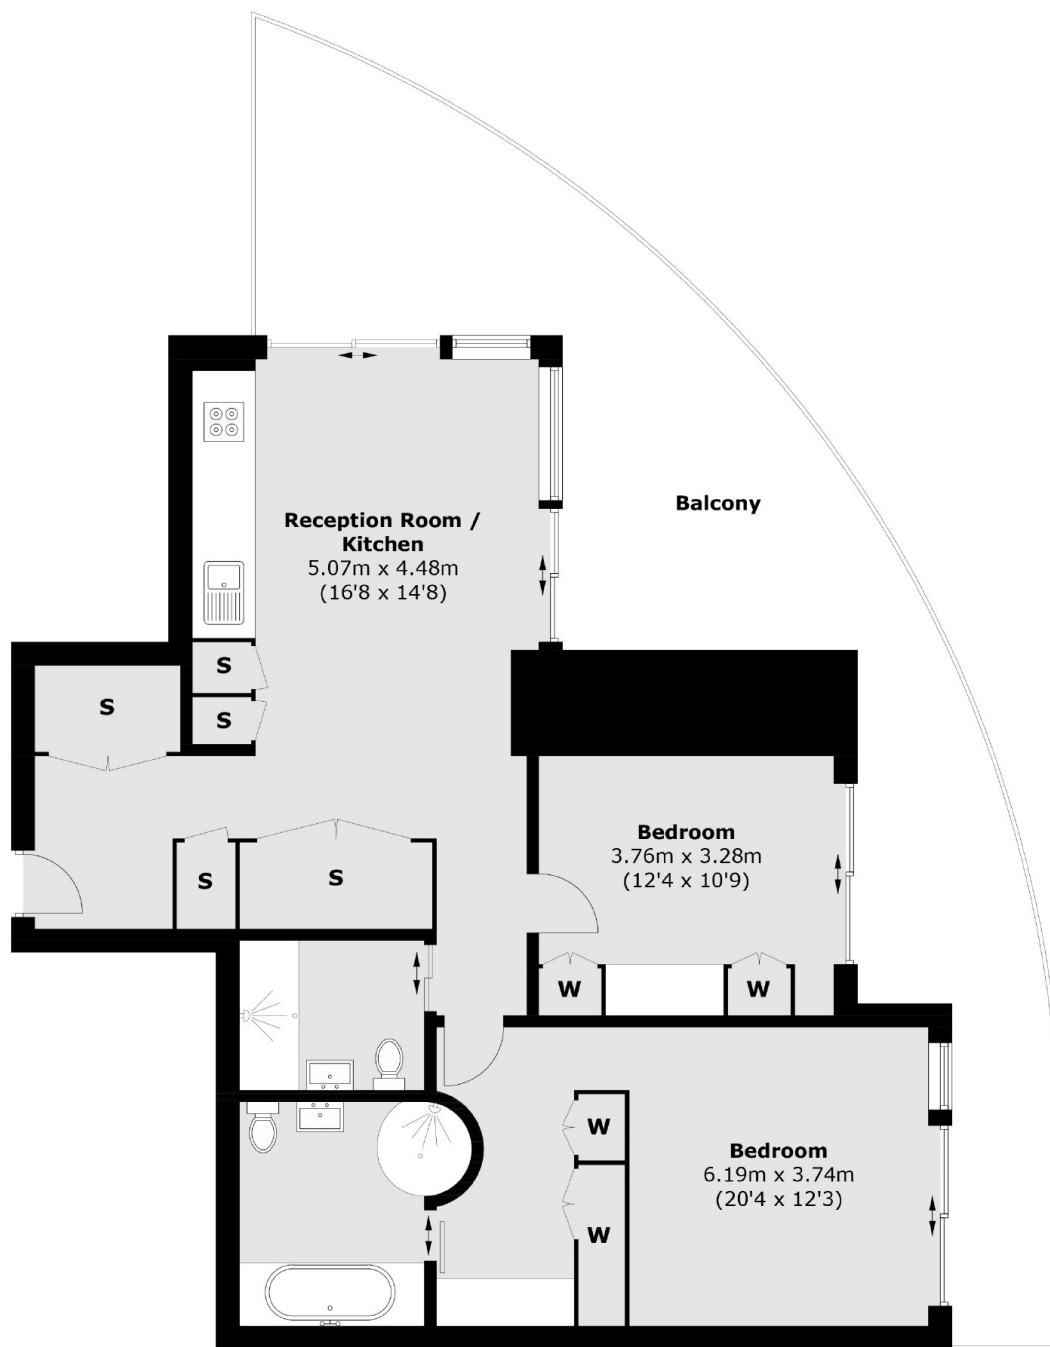 Balcony
Reception Room /
Kitchen
5.07m x 4.48m
(16'8 x 14'8)
S
S
S
S
S
Bedroom
3.76m x 3.28m
(12'4 x 10'9)
W
W
W
W
Bedroom
6.19m x 3.74m
(20'4 x 12'3)